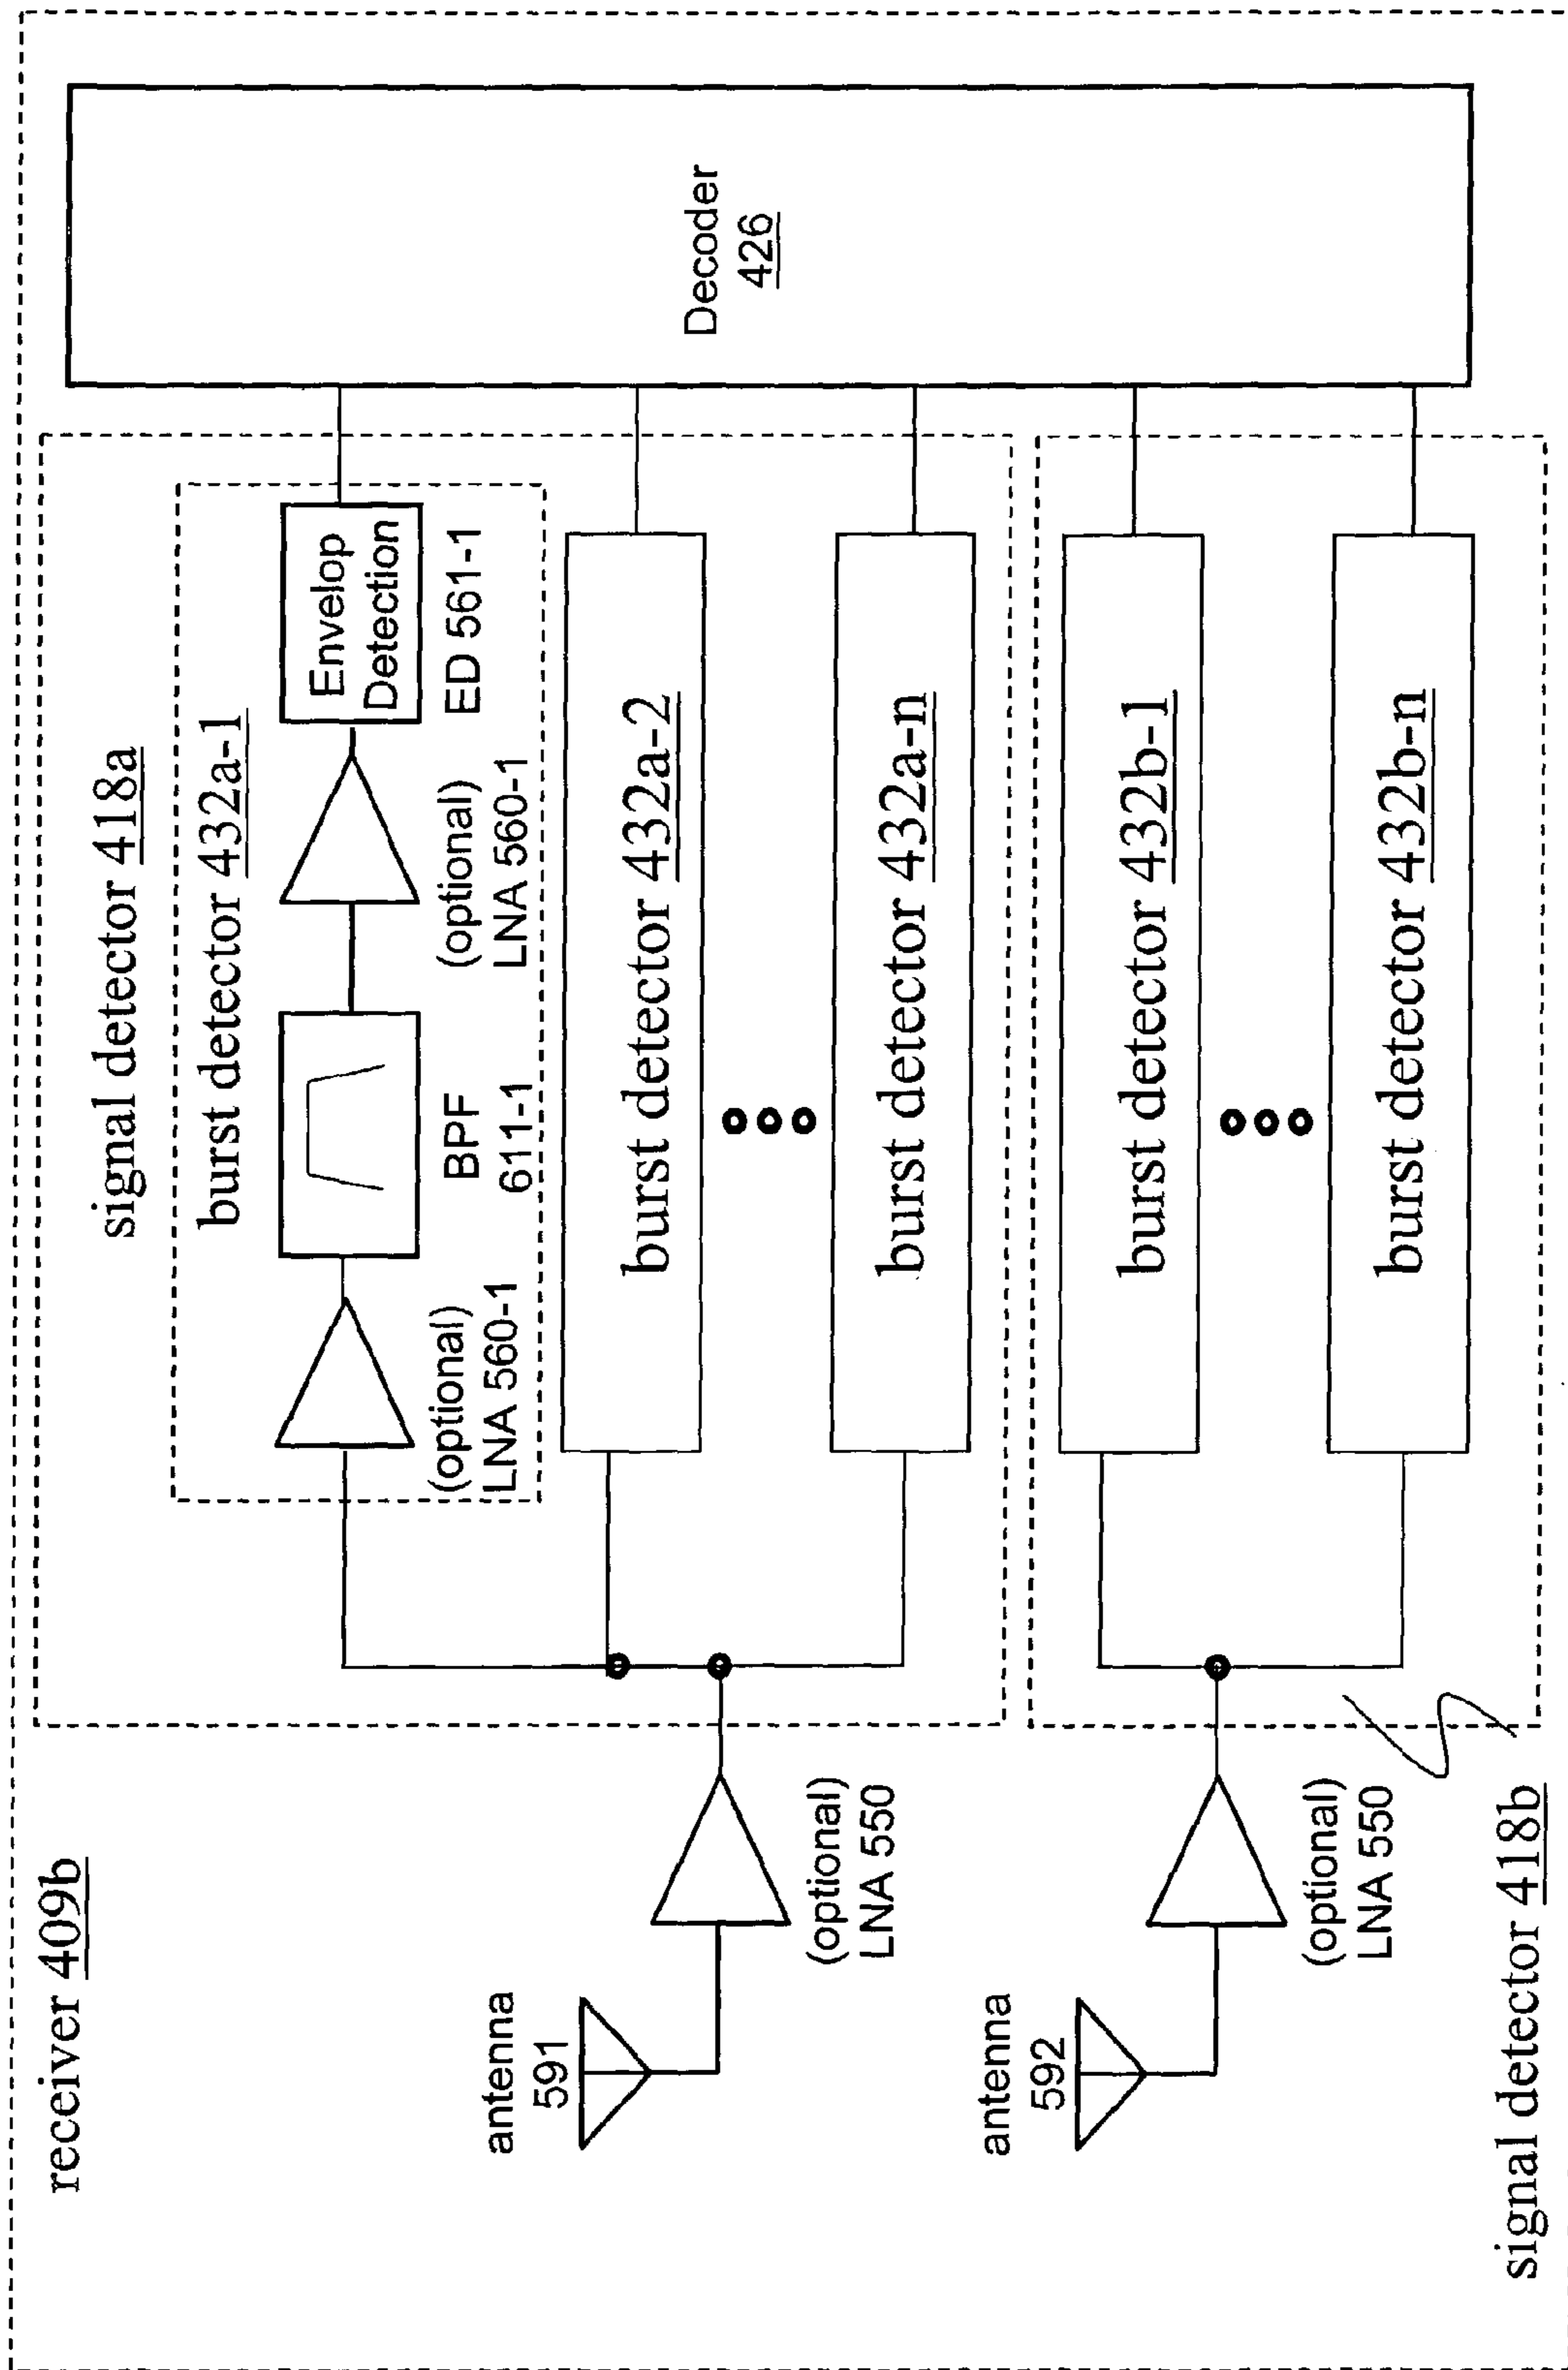 receiver 409b
signal detector 418a
burst detector 432a-1
(optional)
LNA 560-1
BPF
611-1
(optional)
LNA 560-1
Envelop
Detection
ED 561-1
burst detector 432a-2
burst detector 432a-n
antenna
591
(optional)
LNA 550
Decoder
426
burst detector 432b-1
burst detector 432b-n
antenna
592
(optional)
LNA 550
signal detector 418b